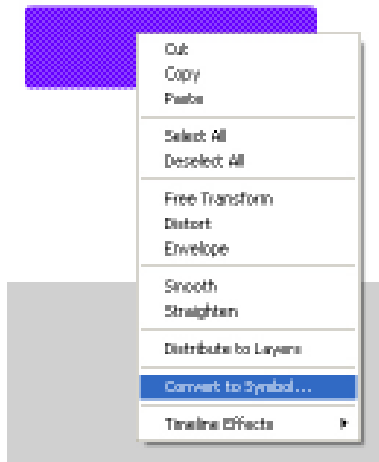 Cut
Copy
Paste
Select All
Deselect All
Free Transform
Distort
Envelope
Smooth
Straighten
Distribute to Layers
Convert to Symbol...
Timeline Effects